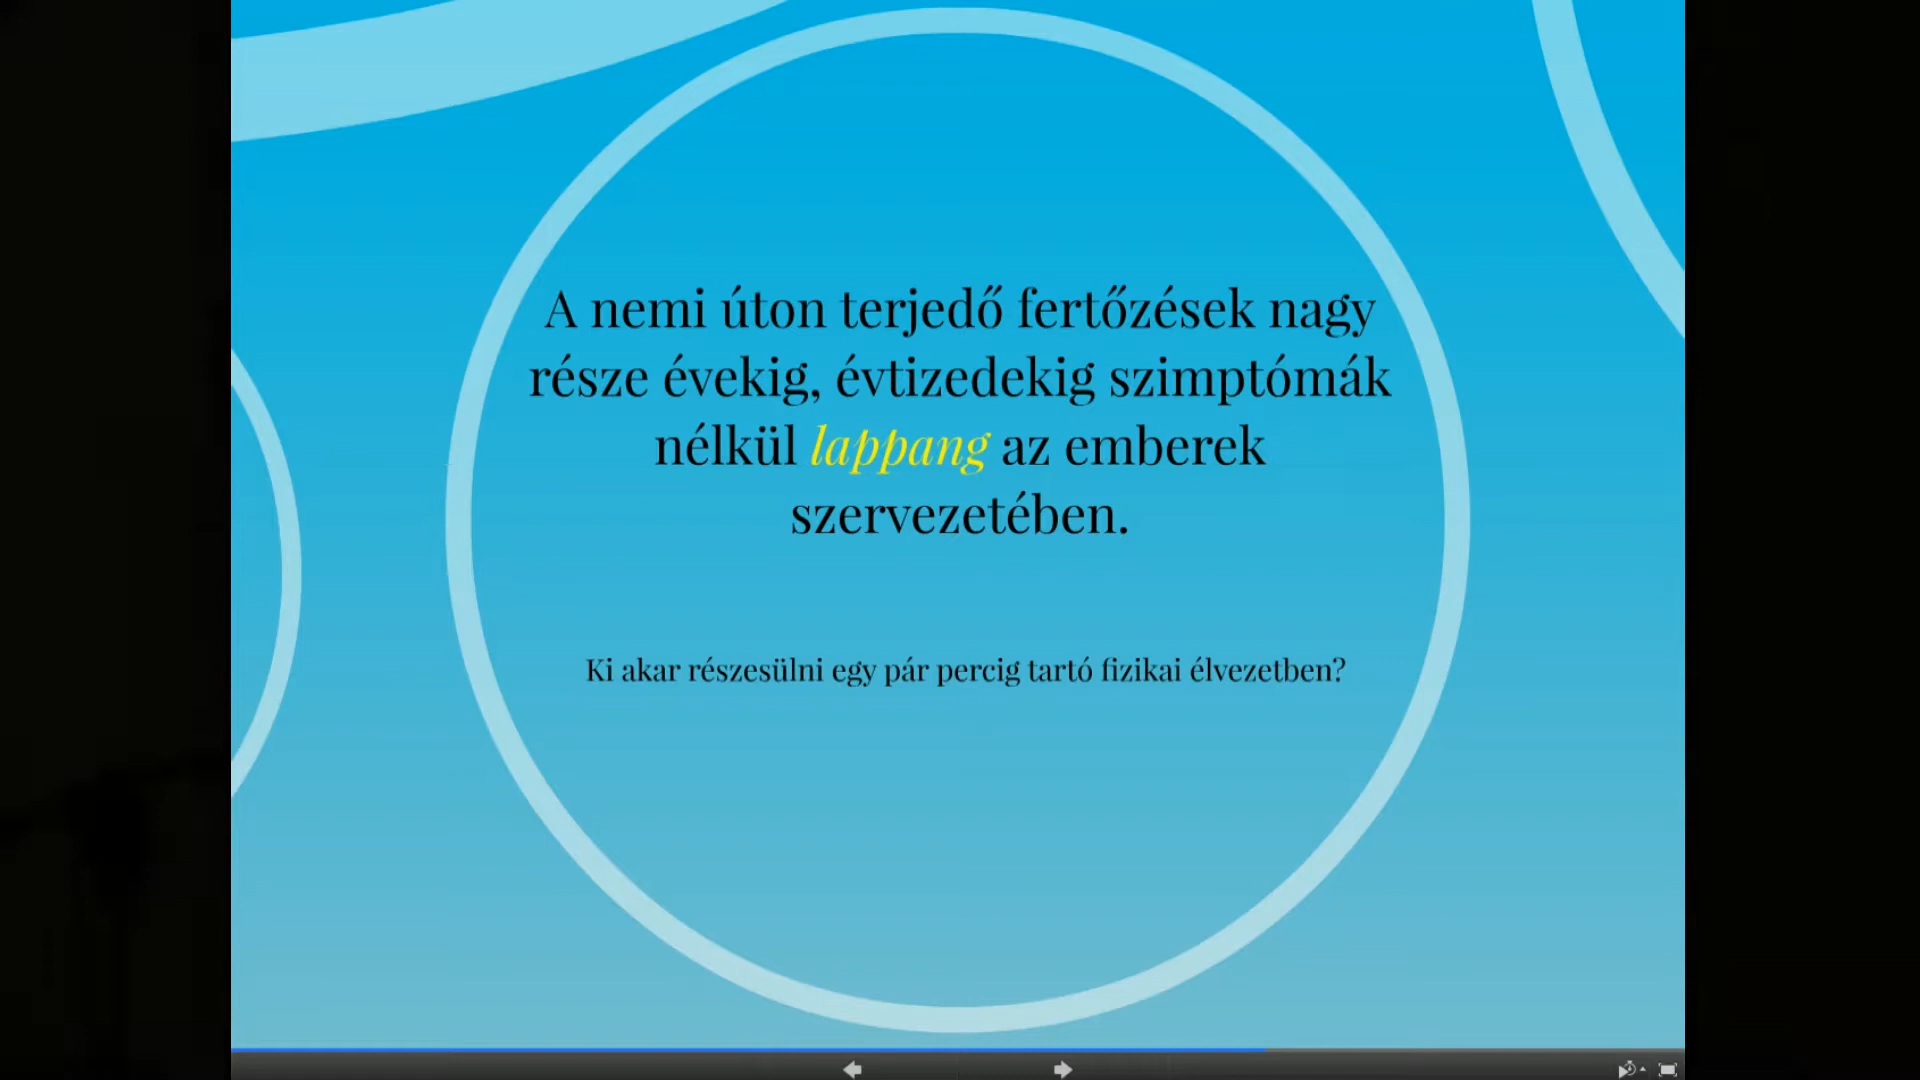 A nemi úton terjedő fertőzések nagy
része évekig, évtizedekig szimptómák
nélkül lappang az emberek
szervezetében.
Ki akar részesülni egy pár percig tartó fizikai élvezetben?